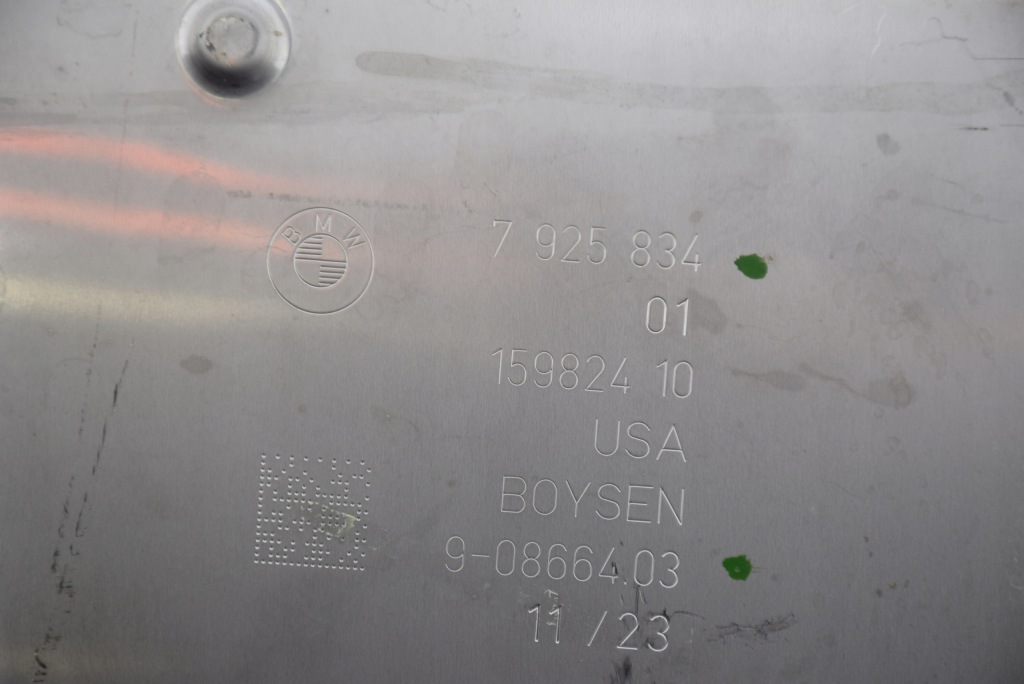 BMW
7 925 834
01
159824 10
USA
BOYSEN
9-08664.03
11 /23